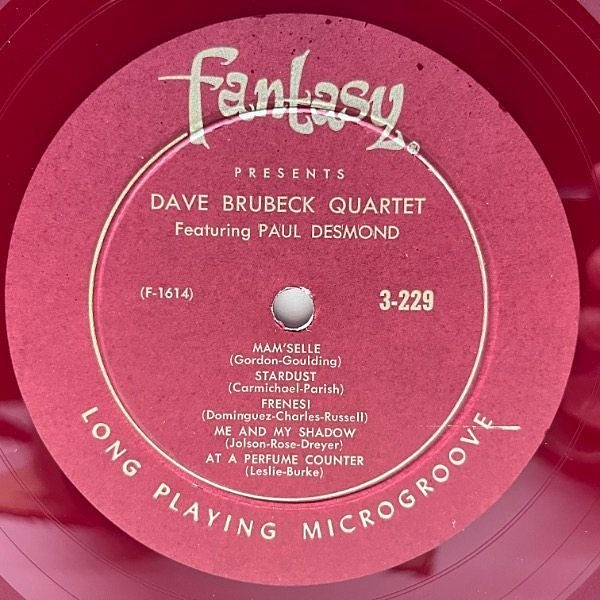 Fantasy®
PRESENTS
DAVE BRUBECK QUARTET
Featuring PAUL DESMOND
(F-1614) 3-229
MAM'SELLE
(Gordon-Goulding)
STARDUST
(Carmichael-Parish)
FRENESI
(Dominguez-Charles-Russell)
ME AND MY SHADOW
(Jolson-Rose-Dreyer)
AT A PERFUME COUNTER
(Leslie-Burke)
LONG PLAYING MICROGROOVE